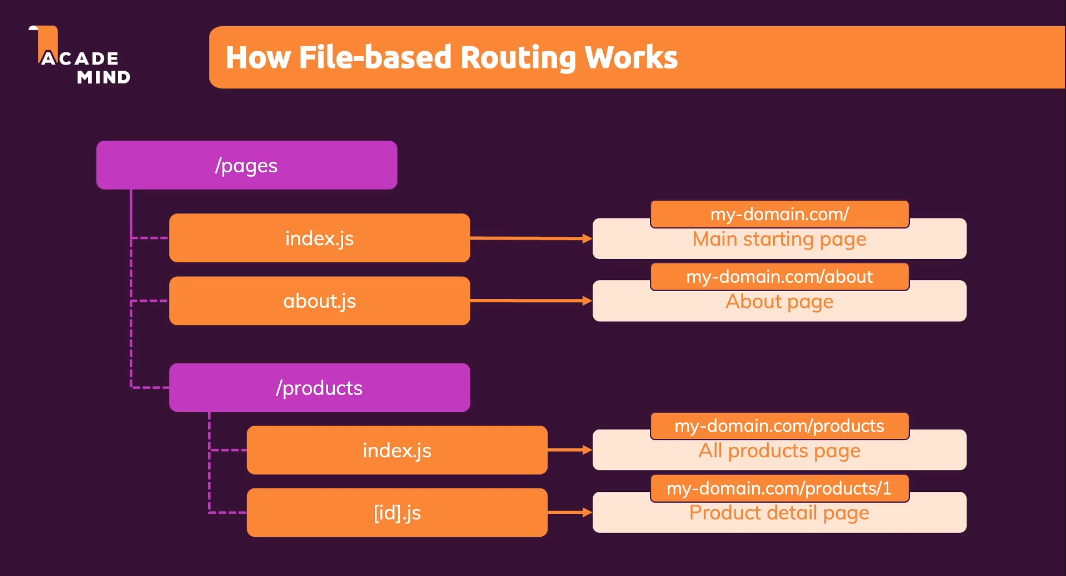 ACADE
MIND
How File-based Routing Works
/pages
index.js
my-domain.com/
Main starting page
about.js
my-domain.com/about
About page
/products
index.js
my-domain.com/products
All products page
[id].js
my-domain.com/products/1
Product detail page